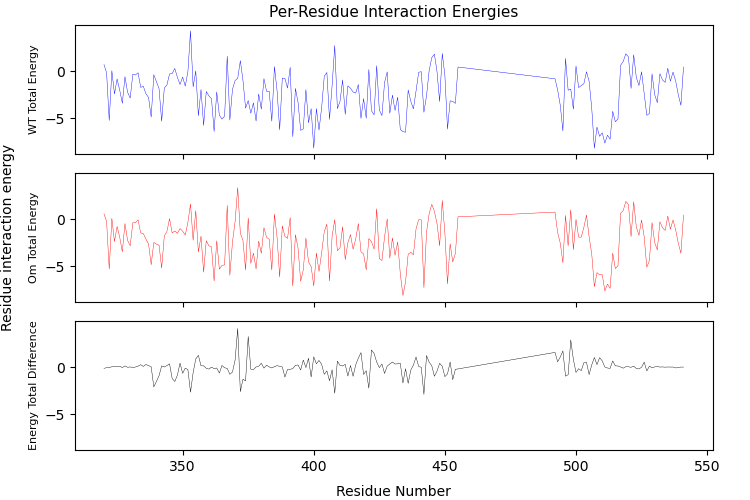 Per-Residue Interaction Energies
Residue interaction energy
WT Total Energy
0
−5
Om Total Energy
0
−5
Energy Total Difference
0
−5
350 400 450 500 550
Residue Number